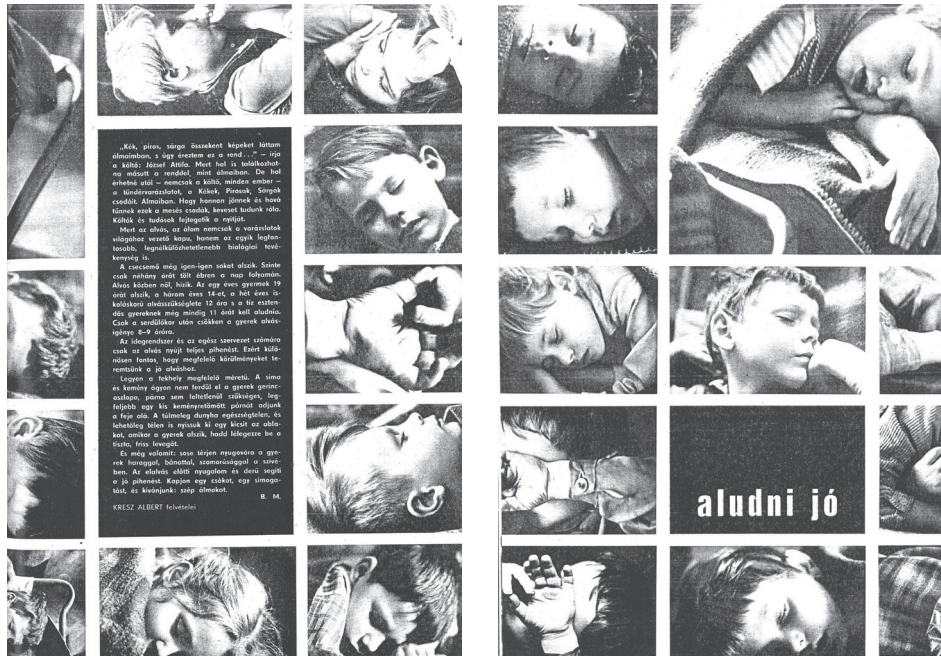 „Kék, piros, sárga összekent képeket láttam
álmaimban, s úgy éreztem ez a rend...” – írja
a költő: József Attila. Mert hol is találkozhat-
na másutt a renddel, mint álmaiban. De hol
érhetné utól – nemcsak a költő, minden ember –
a tündérvarázslatot, a Kékek, Pirosak, Sárgák
csodáit. Álmaiban. Hogy honnan jönnek és hová
tűnnek ezek a mesés csodák, keveset tudunk róla.
Költők és tudósok fejtegetik a nyitját.
Mert az alvás, az álom nemcsak a varázslatok
világához vezető kapu, hanem az egyik legfon-
tosabb, legnélkülözhetetlenebb biológiai tevé-
kenység is.
A csecsemő még igen-igen sokat alszik. Szinte
csak néhány órát tölt ébren a nap folyamán.
Alvás közben nől, hízik. Az egy éves gyermek 19
órát alszik, a három éves 14-et, a hét éves is-
koláskorú alvásszükséglete 12 óra s a tíz eszten-
dős gyereknek még mindig 11 órát kell aludnia.
Csak a serdülőkor után csökken a gyerek alvás-
igénye 8–9 órára.
Az idegrendszer és az egész szervezet számára
csak az alvás nyújt teljes pihenést. Ezért külö-
nösen fontos, hogy megfelelő körülményeket te-
remtsünk a jó alváshoz.
Legyen a fekhely megfelelő méretű. A sima
és kemény ágyon nem ferdül el a gyerek gerinc-
oszlopa, párna sem feltétlenül szükséges, leg-
feljebb egy kis keményretömött párnát adjunk
a feje alá. A túlmeleg dunyha egészségtelen, és
lehetőleg télen is nyissuk ki egy kicsit az abla-
kot, amikor a gyerek alszik, hadd lélegezze be a
tiszta, friss levegőt.
És még valamit: sose térjen nyugovóra a gye-
rek haraggal, bánattal, szomorúsággal a szívé-
ben. Az elalvás előtti nyugalom és derű segíti
a jó pihenést. Kapjon egy csókot, egy simoga-
tást, és kívánjunk: szép álmokat.
B. M.
KRESZ ALBERT felvételei
aludni jó